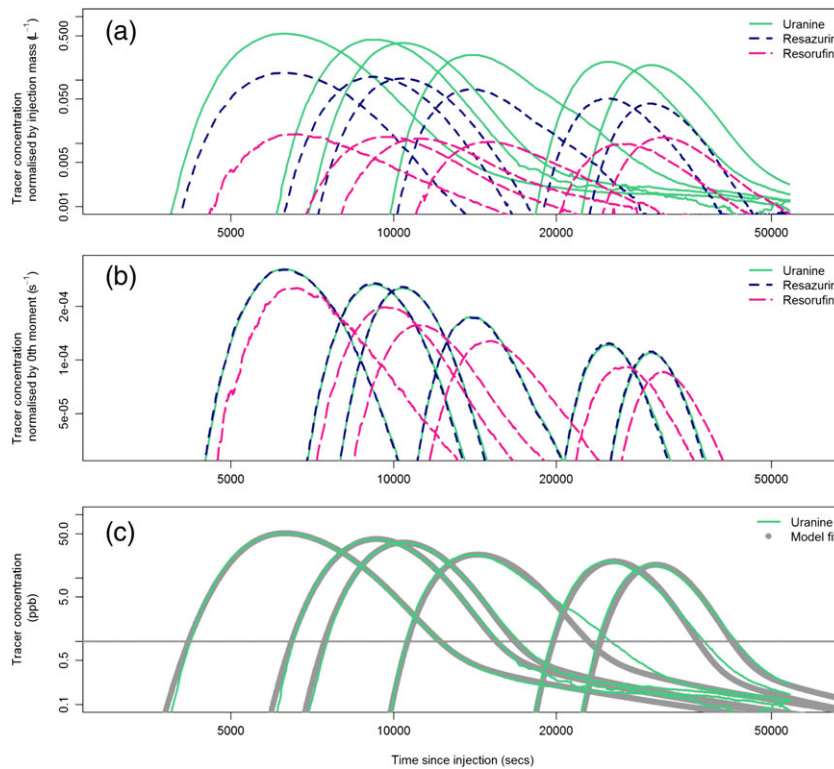 (a)
Tracer concentration
normalised by injection mass (L⁻¹)
0.500
0.050
0.005
0.001
Uranine
Resazurin
Resorufin
5000 10000 20000 50000
(b)
Tracer concentration
normalised by 0th moment (s⁻¹)
2e-04
1e-04
5e-05
Uranine
Resazurin
Resorufin
5000 10000 20000 50000
(c)
Tracer concentration
(ppb)
50.0
5.0
0.5
0.1
Uranine
Model fi
5000 10000 20000 50000
Time since injection (secs)